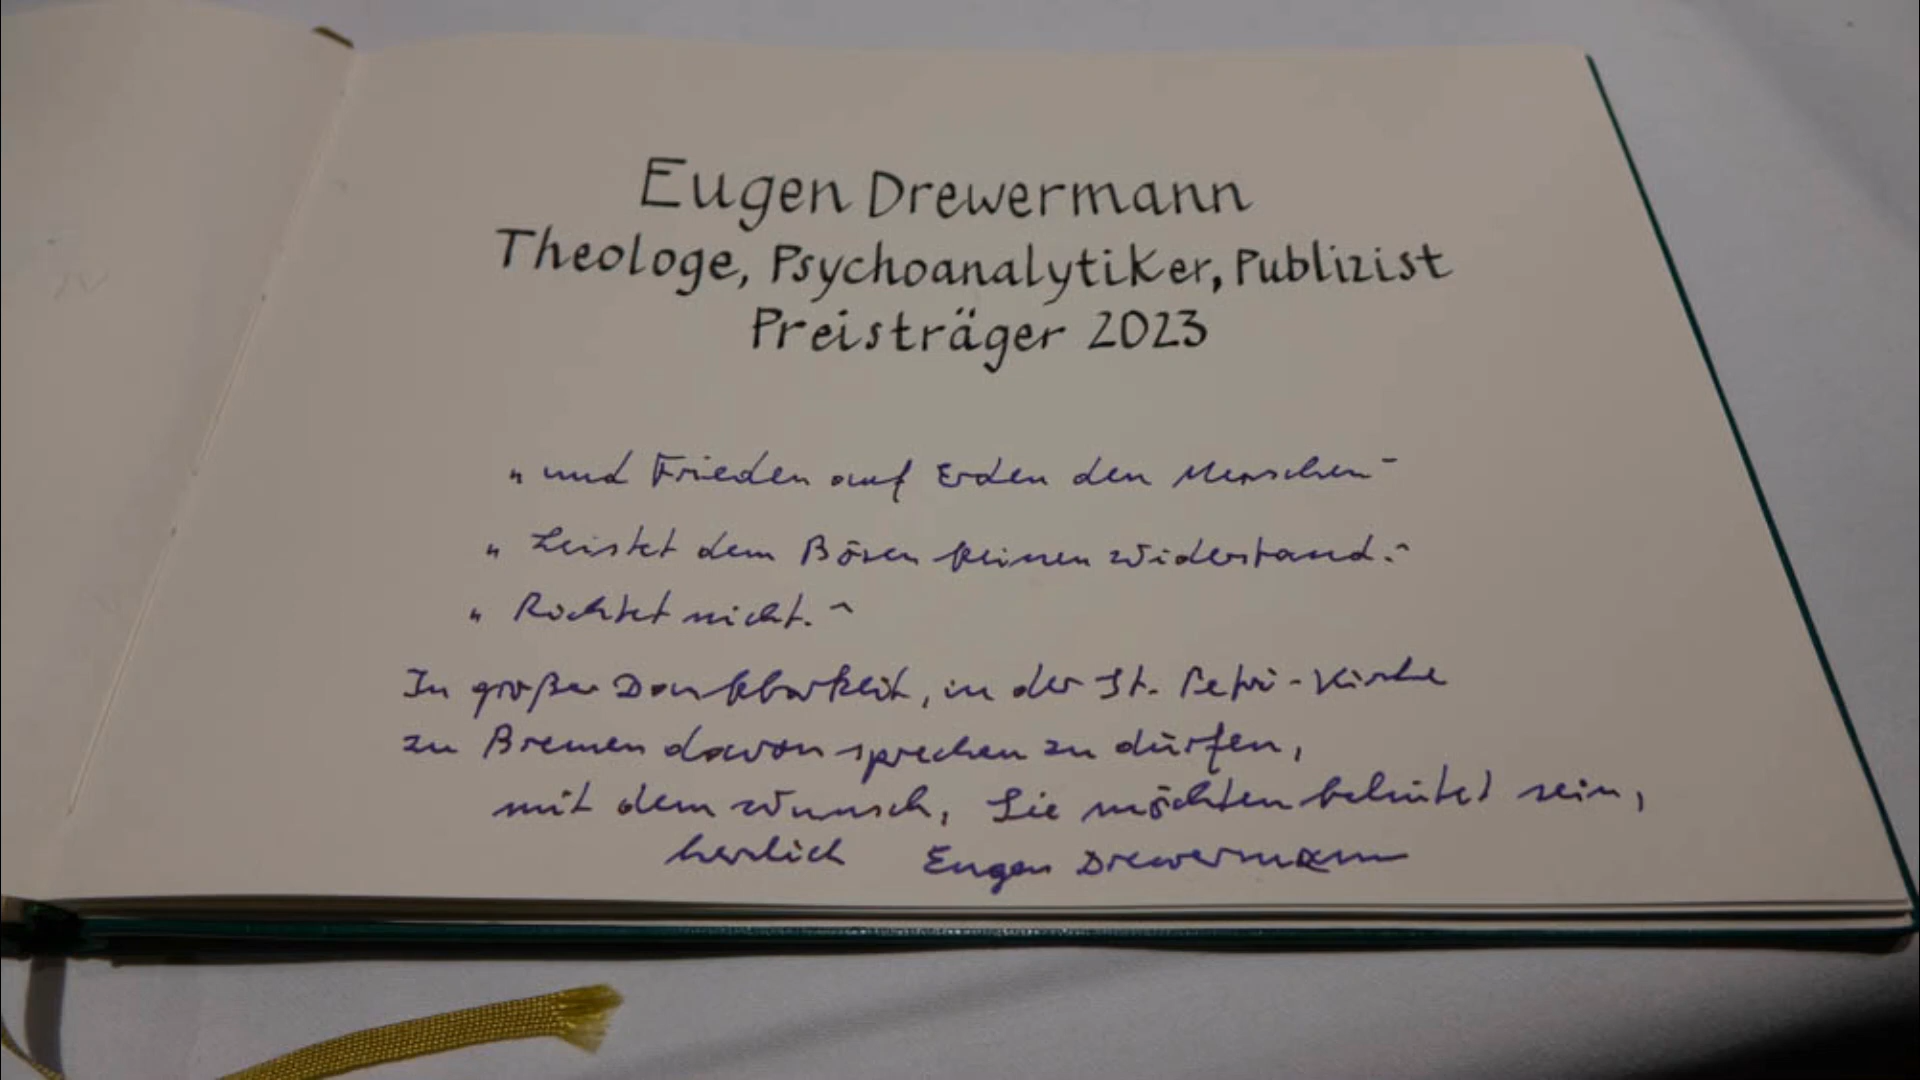 Eugen Drewermann
Theologe, Psychoanalytiker, Publizist
Preisträger 2023
„und Frieden auf Erden den Menschen“
„Leistet dem Bösen keinen Widerstand.“
„Richtet nicht.“
In großer Dankbarkeit, in der St. Petri-Kirche
zu Bremen davon sprechen zu dürfen,
mit dem Wunsch, Sie möchten behütet sein,
herzlich Eugen Drewermann